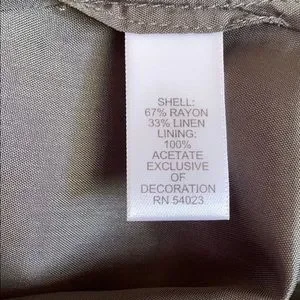 SHELL:
67% RAYON
33% LINEN
LINING:
100%
ACETATE
EXCLUSIVE
OF
DECORATION
RN 54023